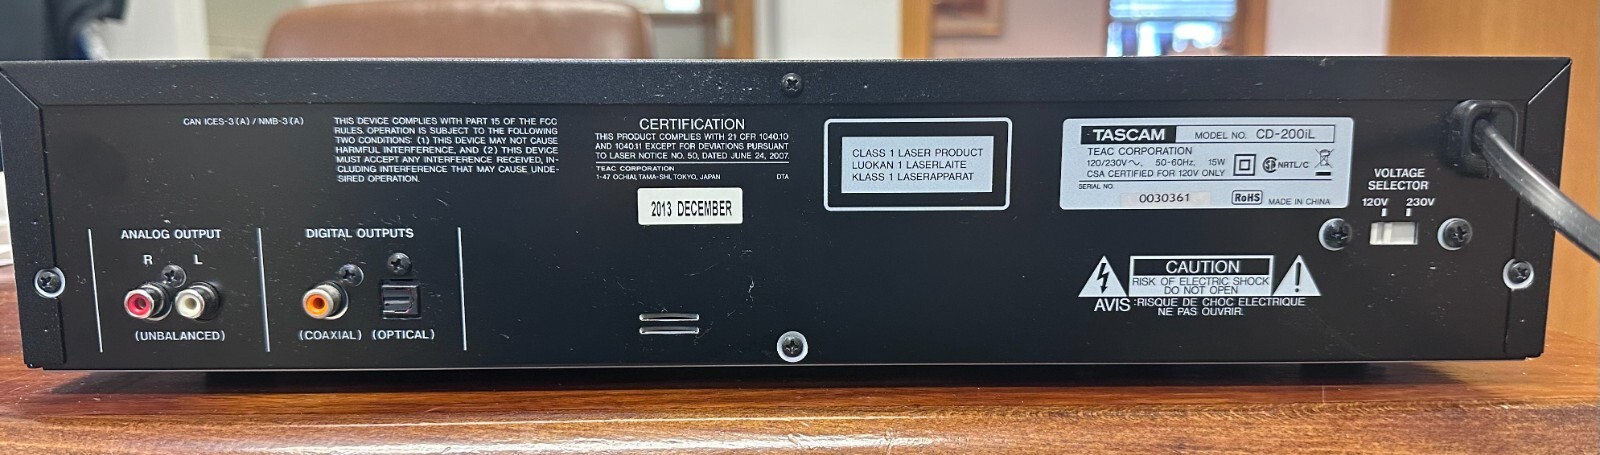 CAN ICES-3(A) / NMB-3(A)
THIS DEVICE COMPLIES WITH PART 15 OF THE FCC
RULES. OPERATION IS SUBJECT TO THE FOLLOWING
TWO CONDITIONS: (1) THIS DEVICE MAY NOT CAUSE
HARMFUL INTERFERENCE, AND (2) THIS DEVICE
MUST ACCEPT ANY INTERFERENCE RECEIVED, IN-
CLUDING INTERFERENCE THAT MAY CAUSE UNDE-
SIRED OPERATION.
CERTIFICATION
THIS PRODUCT COMPLIES WITH 21 CFR 1040.10
AND 1040.11 EXCEPT FOR DEVIATIONS PURSUANT
TO LASER NOTICE NO. 50, DATED JUNE 24, 2007.
TEAC CORPORATION
1-47 OCHIAI, TAMA-SHI, TOKYO, JAPAN DTA
2013 DECEMBER
CLASS 1 LASER PRODUCT
LUOKAN 1 LASERLAITE
KLASS 1 LASERAPPARAT
TASCAM MODEL NO. CD-200iL
TEAC CORPORATION
120/230V~, 50-60Hz, 15W
CSA CERTIFIED FOR 120V ONLY
NRTL/C
SERIAL NO.
0030361
RoHS
MADE IN CHINA
VOLTAGE
SELECTOR
120V 230V
ANALOG OUTPUT
R L
(UNBALANCED)
DIGITAL OUTPUTS
(COAXIAL) (OPTICAL)
CAUTION
RISK OF ELECTRIC SHOCK
DO NOT OPEN
AVIS :RISQUE DE CHOC ELECTRIQUE
NE PAS OUVRIR.